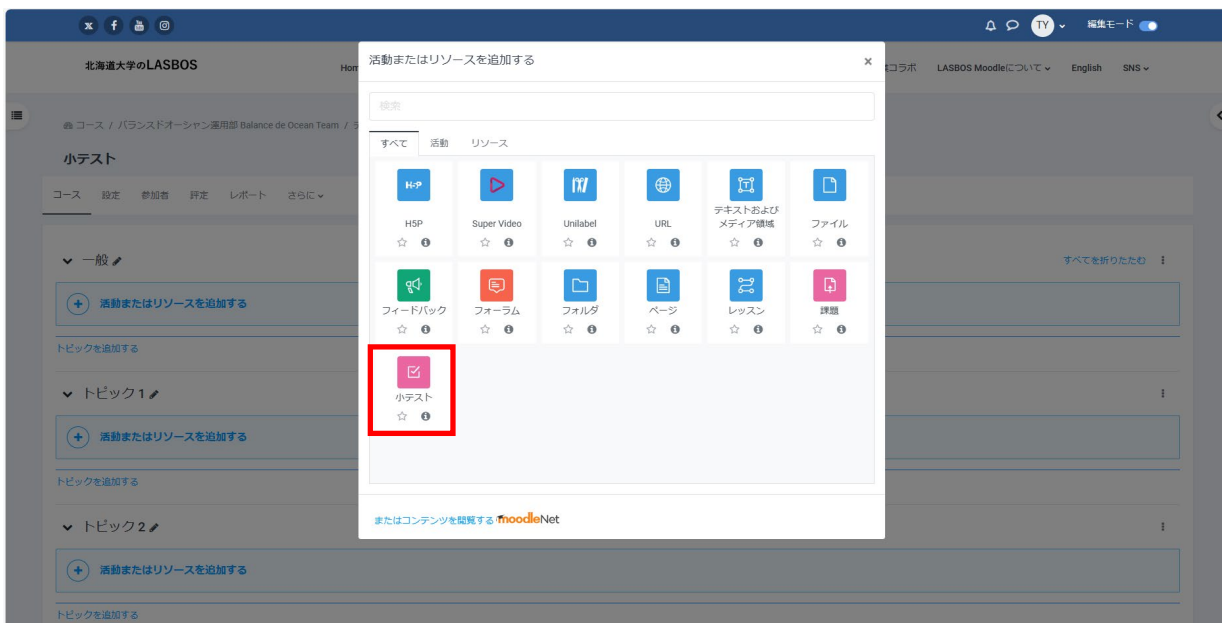 TY
編集モード
北海道大学のLASBOS
活動またはリソースを追加する
×
コラボ
LASBOS Moodleについて
English
SNS
検索
コース / バランスドオーシャン運用部 Balance de Ocean Team /
小テスト
すべて
活動
リソース
コース
設定
参加者
評定
レポート
さらに
H5P
Super Video
Unilabel
URL
テキストおよび
メディア領域
ファイル
一般
すべてを折りたたむ
活動またはリソースを追加する
フィードバック
フォーラム
フォルダ
ページ
レッスン
課題
トピックを追加する
小テスト
トピック 1
活動またはリソースを追加する
トピックを追加する
またはコンテンツを閲覧する moodleNet
トピック 2
活動またはリソースを追加する
トピックを追加する